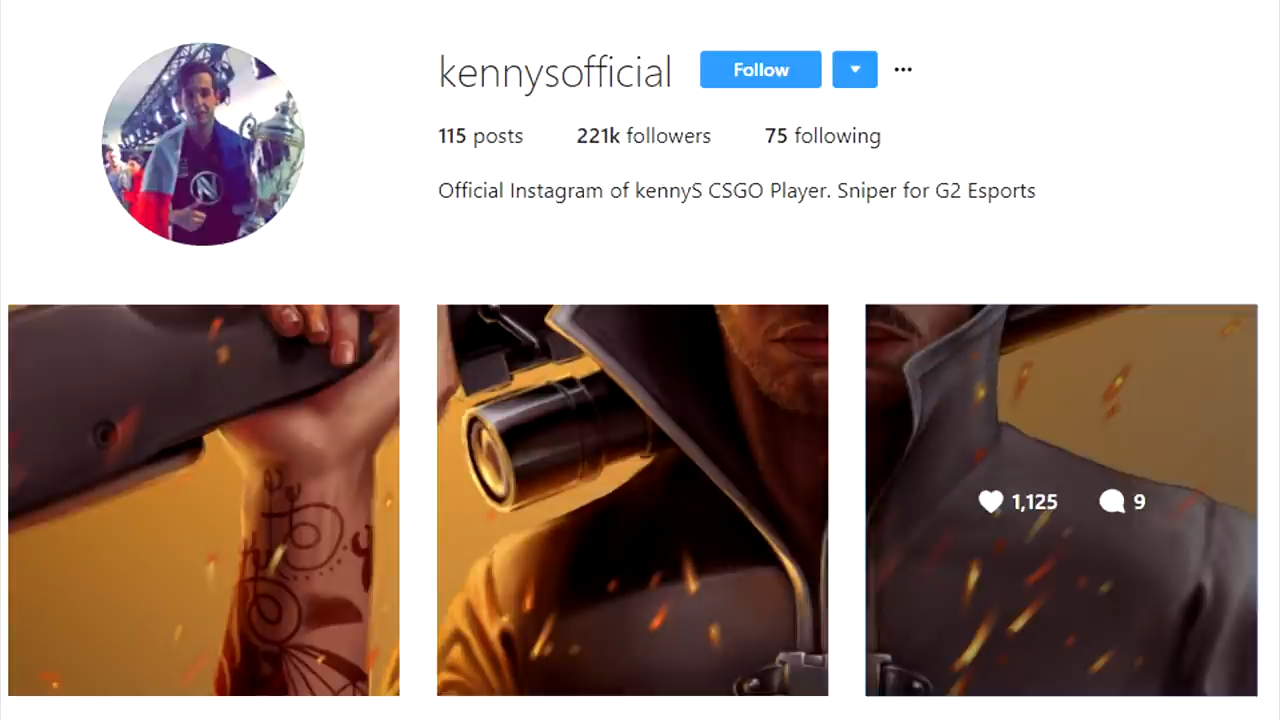 kennysofficial Follow
115 posts 221k followers 75 following
Official Instagram of kennyS CSGO Player. Sniper for G2 Esports
1,125 9